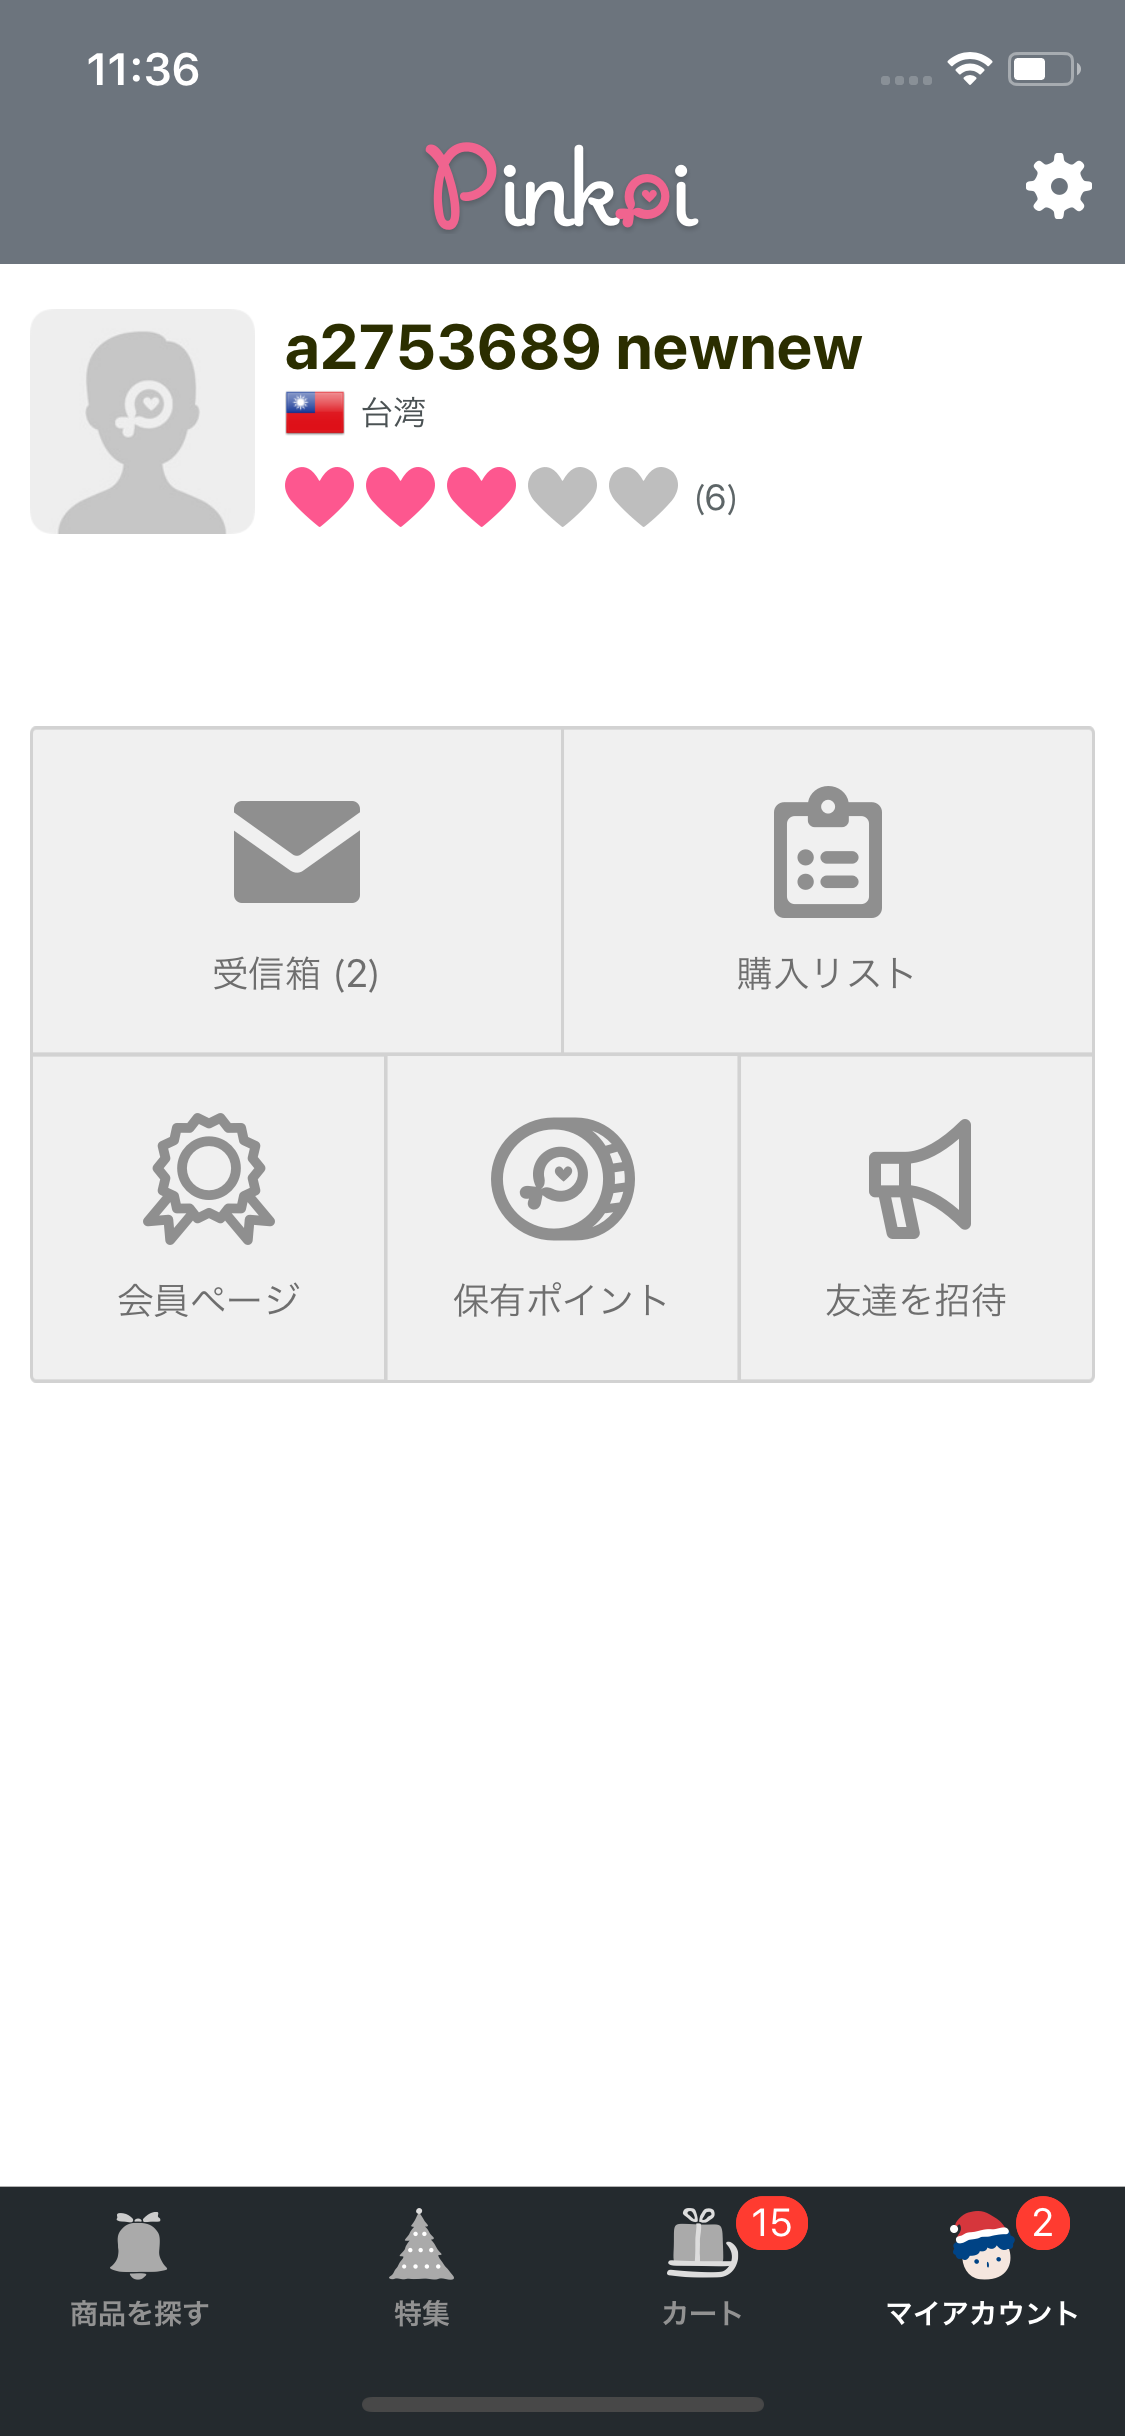 11:36
Pinkoi
a2753689 newnew
台湾
(6)
受信箱 (2)
購入リスト
会員ページ
保有ポイント
友達を招待
15
2
商品を探す
特集
カート
マイアカウント